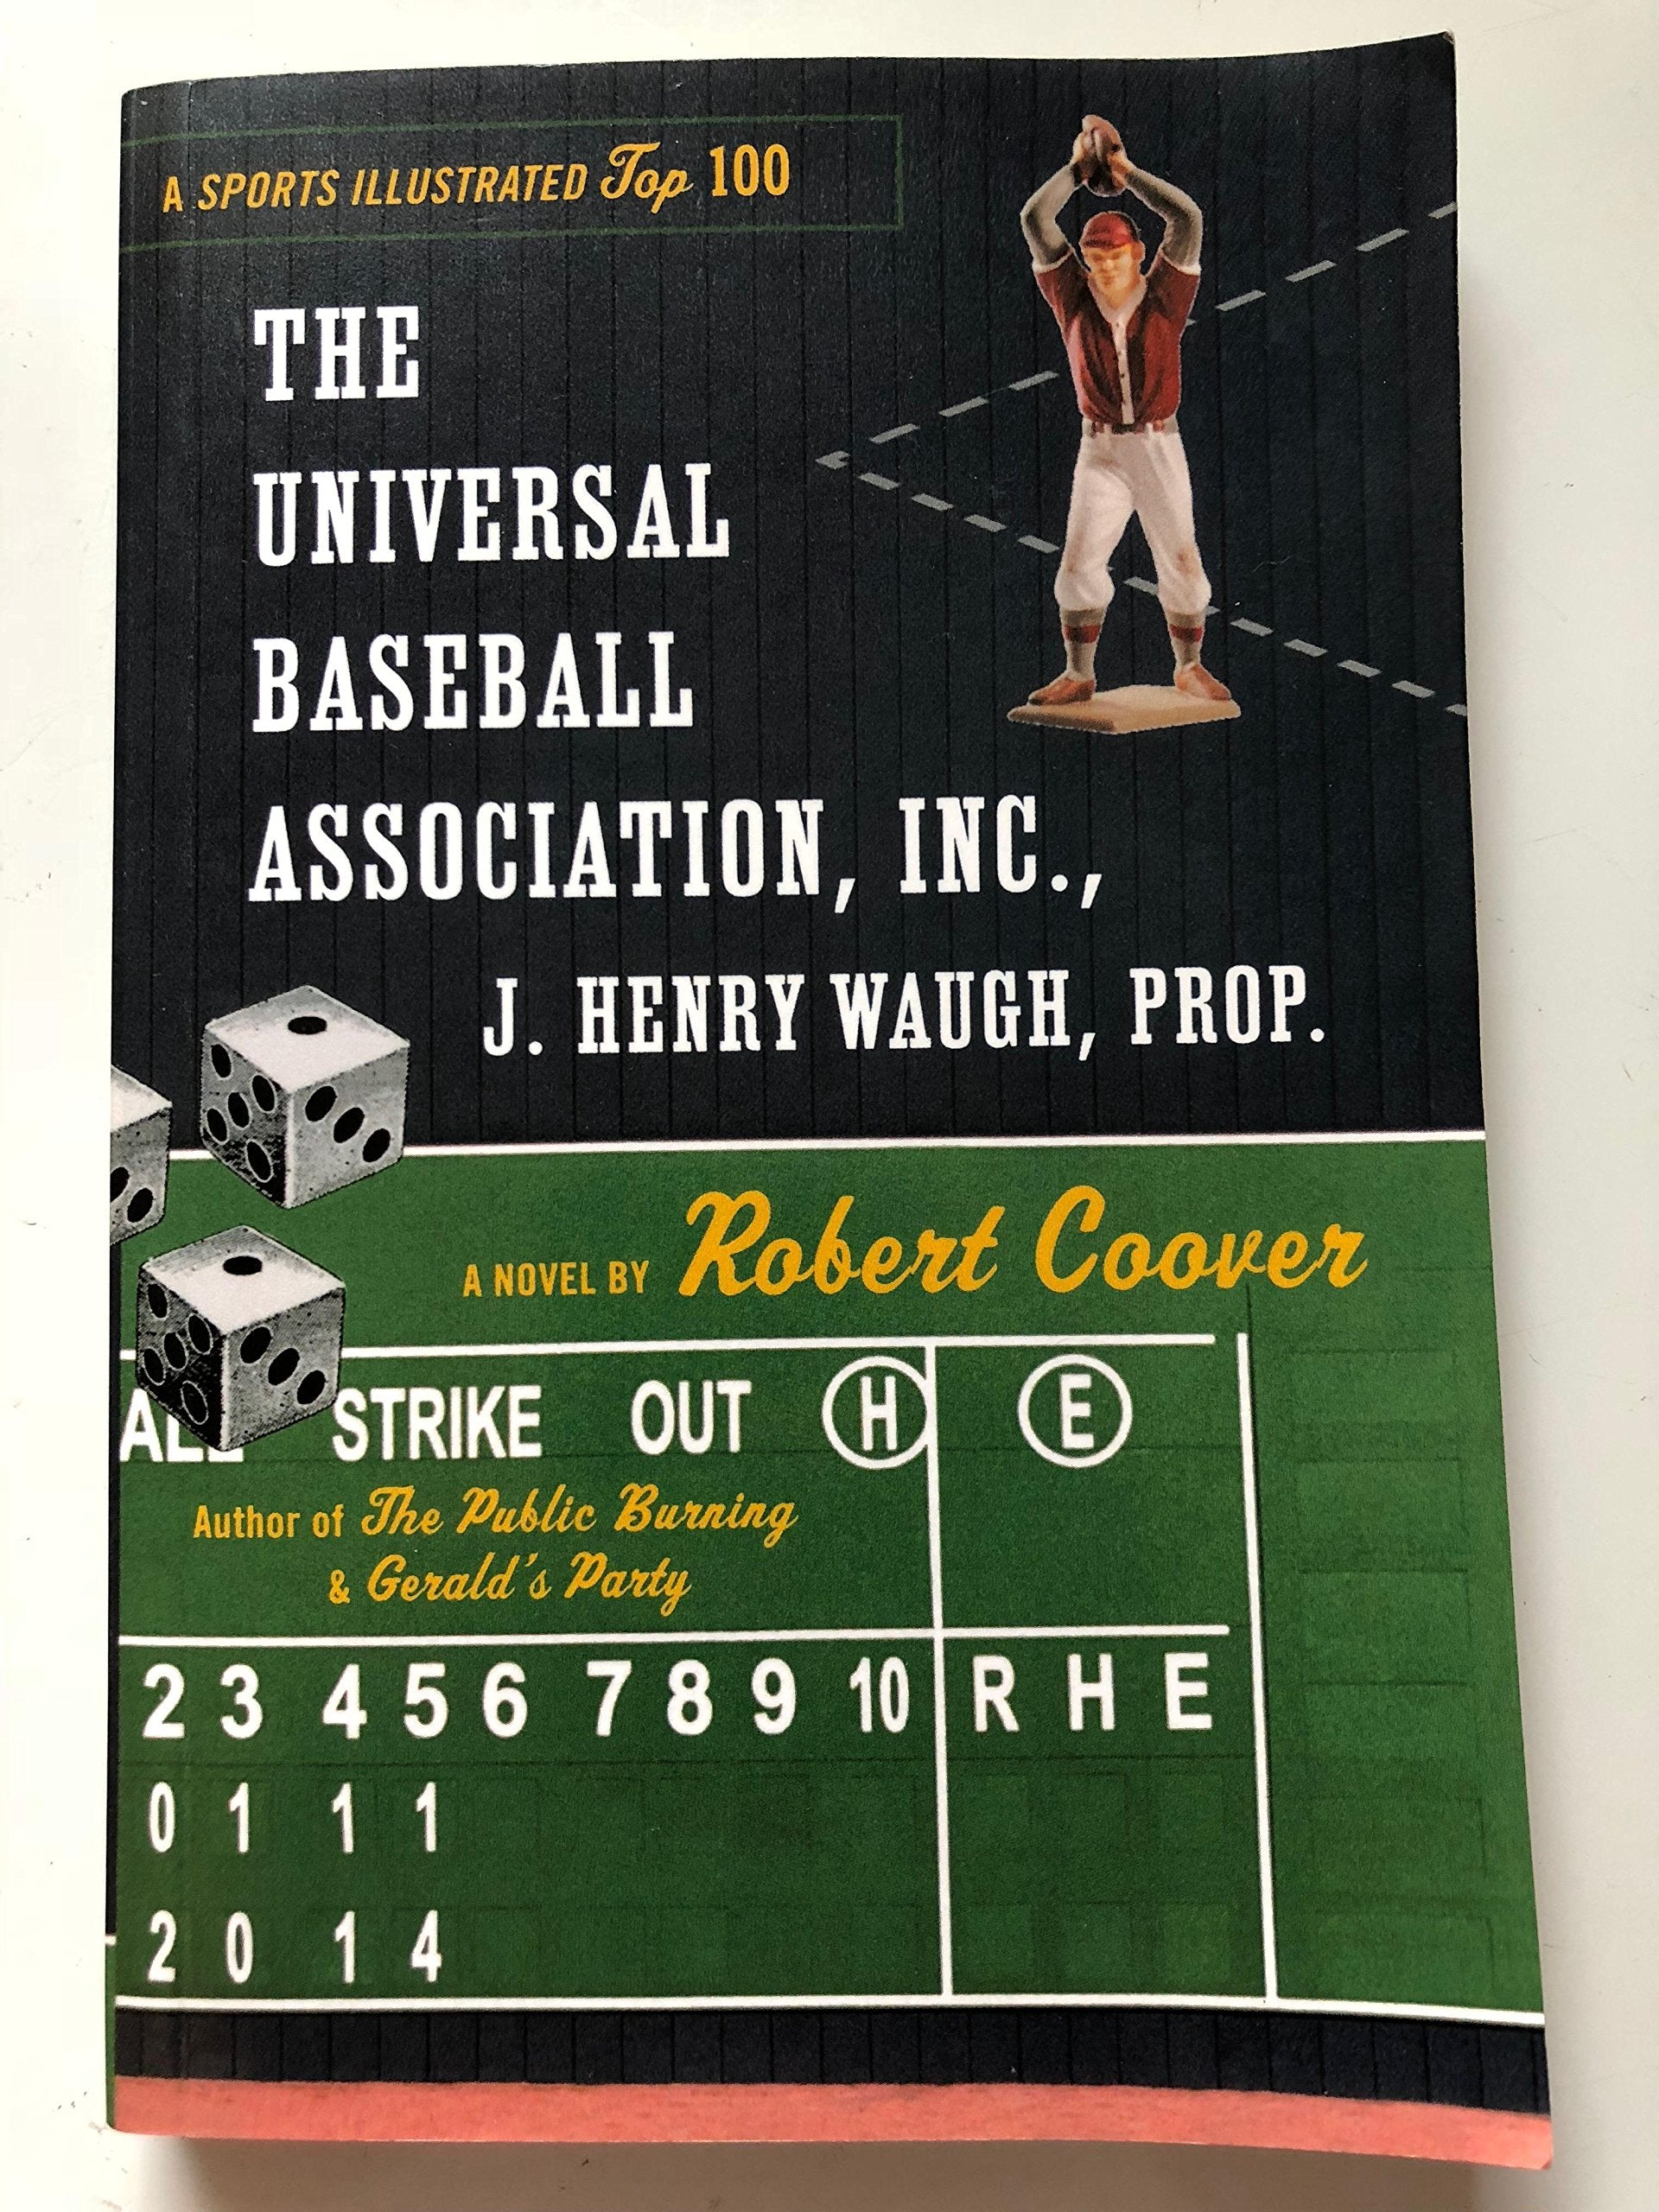 A SPORTS ILLUSTRATED Top 100
THE
UNIVERSAL
BASEBALL
ASSOCIATION, INC.,
J. HENRY WAUGH, PROP.
A NOVEL BY Robert Coover
ALL STRIKE OUT H E
Author of The Public Burning
& Gerald's Party
2 3 4 5 6 7 8 9 10 R H E
0 1 1 1
2 0 1 4